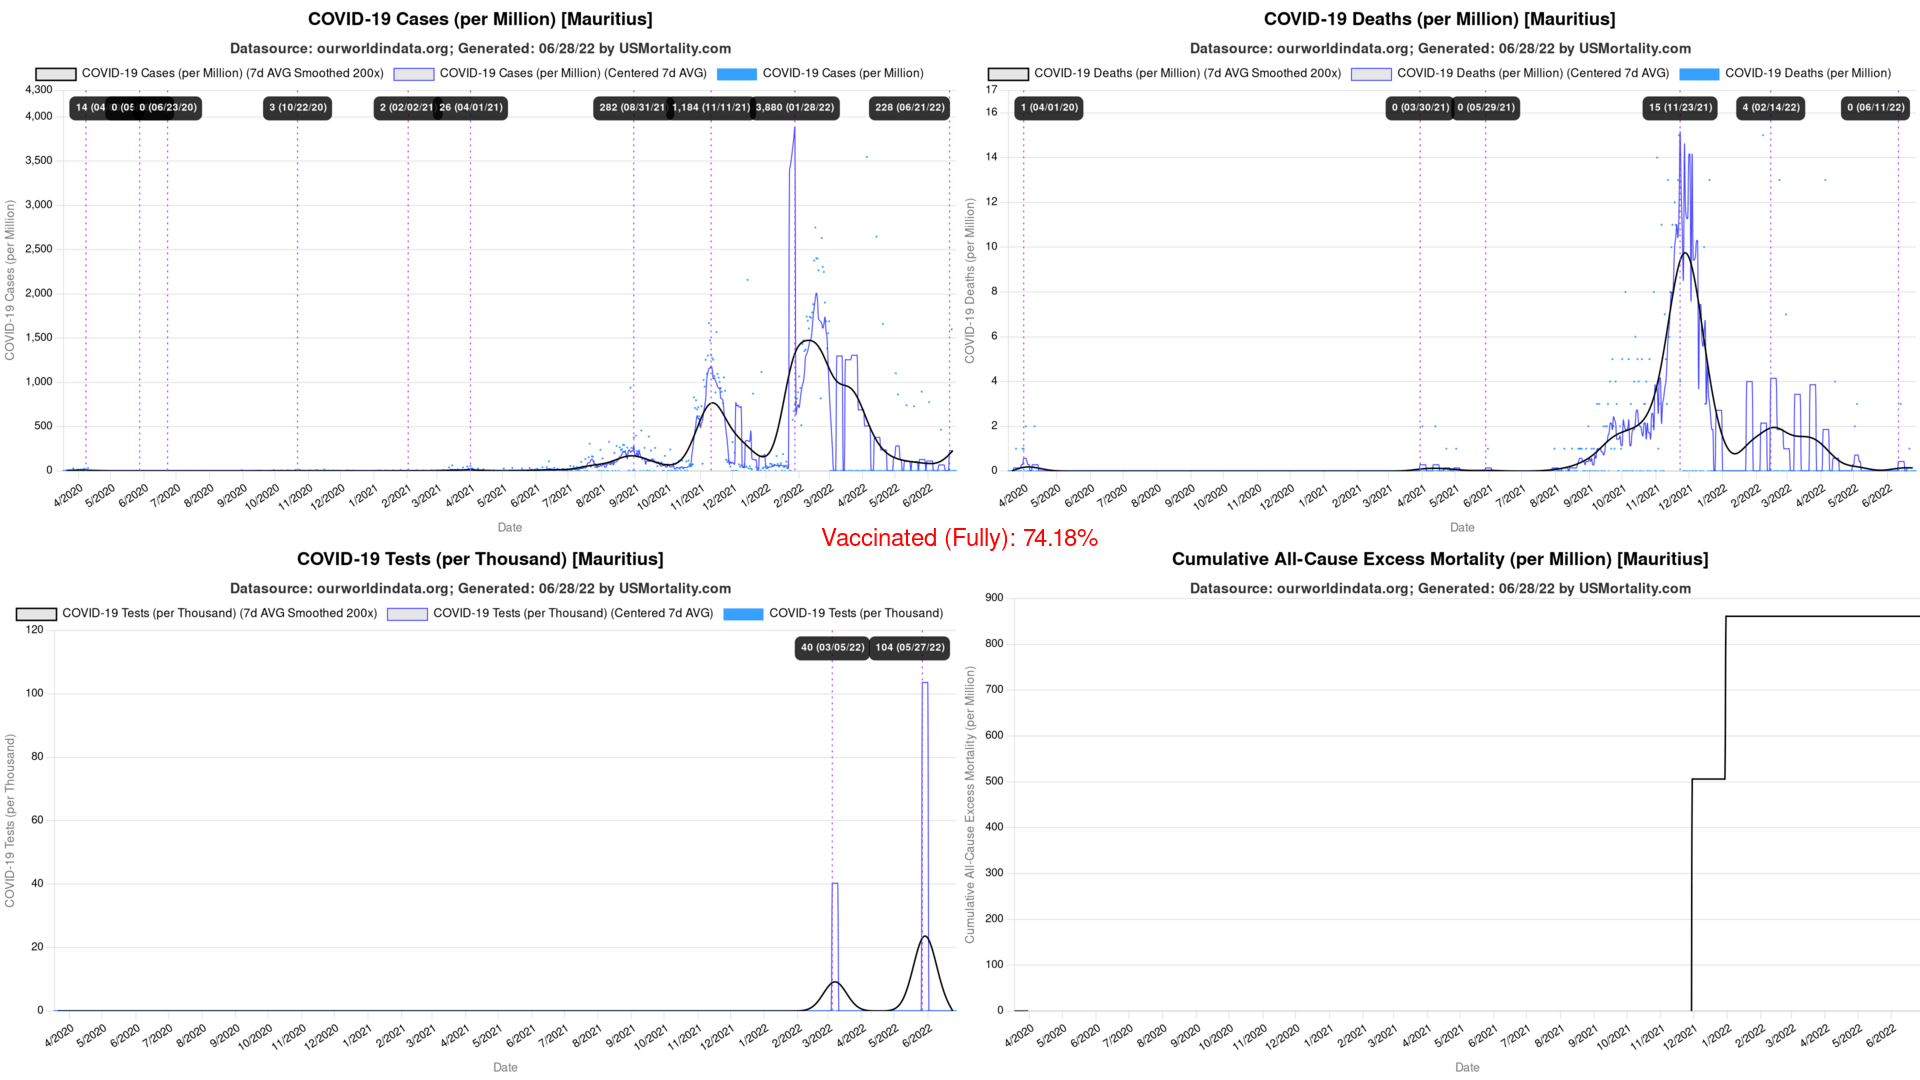 COVID-19 Cases (per Million) [Mauritius]
Datasource: ourworldindata.org; Generated: 06/28/22 by USMortality.com
COVID-19 Cases (per Million) (7d AVG Smoothed 200x) COVID-19 Cases (per Million) (Centered 7d AVG) COVID-19 Cases (per Million)
14 (04 0 (05 0 (06/23/20) 3 (10/22/20) 2 (02/02/21 26 (04/01/21) 282 (08/31/21 1,184 (11/11/21) 3,880 (01/28/22) 228 (06/21/22)
4,300
4,000
3,500
3,000
2,500
2,000
1,500
1,000
500
0
COVID-19 Cases (per Million)
4/2020 5/2020 6/2020 7/2020 8/2020 9/2020 10/2020 11/2020 12/2020 1/2021 2/2021 3/2021 4/2021 5/2021 6/2021 7/2021 8/2021 9/2021 10/2021 11/2021 12/2021 1/2022 2/2022 3/2022 4/2022 5/2022 6/2022
Date
COVID-19 Deaths (per Million) [Mauritius]
Datasource: ourworldindata.org; Generated: 06/28/22 by USMortality.com
COVID-19 Deaths (per Million) (7d AVG Smoothed 200x) COVID-19 Deaths (per Million) (Centered 7d AVG) COVID-19 Deaths (per Million)
1 (04/01/20) 0 (03/30/21) 0 (05/29/21) 15 (11/23/21) 4 (02/14/22) 0 (06/11/22)
17
16
14
12
10
8
6
4
2
0
COVID-19 Deaths (per Million)
4/2020 5/2020 6/2020 7/2020 8/2020 9/2020 10/2020 11/2020 12/2020 1/2021 2/2021 3/2021 4/2021 5/2021 6/2021 7/2021 8/2021 9/2021 10/2021 11/2021 12/2021 1/2022 2/2022 3/2022 4/2022 5/2022 6/2022
Date
Vaccinated (Fully): 74.18%
COVID-19 Tests (per Thousand) [Mauritius]
Datasource: ourworldindata.org; Generated: 06/28/22 by USMortality.com
COVID-19 Tests (per Thousand) (7d AVG Smoothed 200x) COVID-19 Tests (per Thousand) (Centered 7d AVG) COVID-19 Tests (per Thousand)
40 (03/05/22) 104 (05/27/22)
120
100
80
60
40
20
0
COVID-19 Tests (per Thousand)
4/2020 5/2020 6/2020 7/2020 8/2020 9/2020 10/2020 11/2020 12/2020 1/2021 2/2021 3/2021 4/2021 5/2021 6/2021 7/2021 8/2021 9/2021 10/2021 11/2021 12/2021 1/2022 2/2022 3/2022 4/2022 5/2022 6/2022
Date
Cumulative All-Cause Excess Mortality (per Million) [Mauritius]
Datasource: ourworldindata.org; Generated: 06/28/22 by USMortality.com
900
800
700
600
500
400
300
200
100
0
Cumulative All-Cause Excess Mortality (per Million)
4/2020 5/2020 6/2020 7/2020 8/2020 9/2020 10/2020 11/2020 12/2020 1/2021 2/2021 3/2021 4/2021 5/2021 6/2021 7/2021 8/2021 9/2021 10/2021 11/2021 12/2021 1/2022 2/2022 3/2022 4/2022 5/2022 6/2022
Date